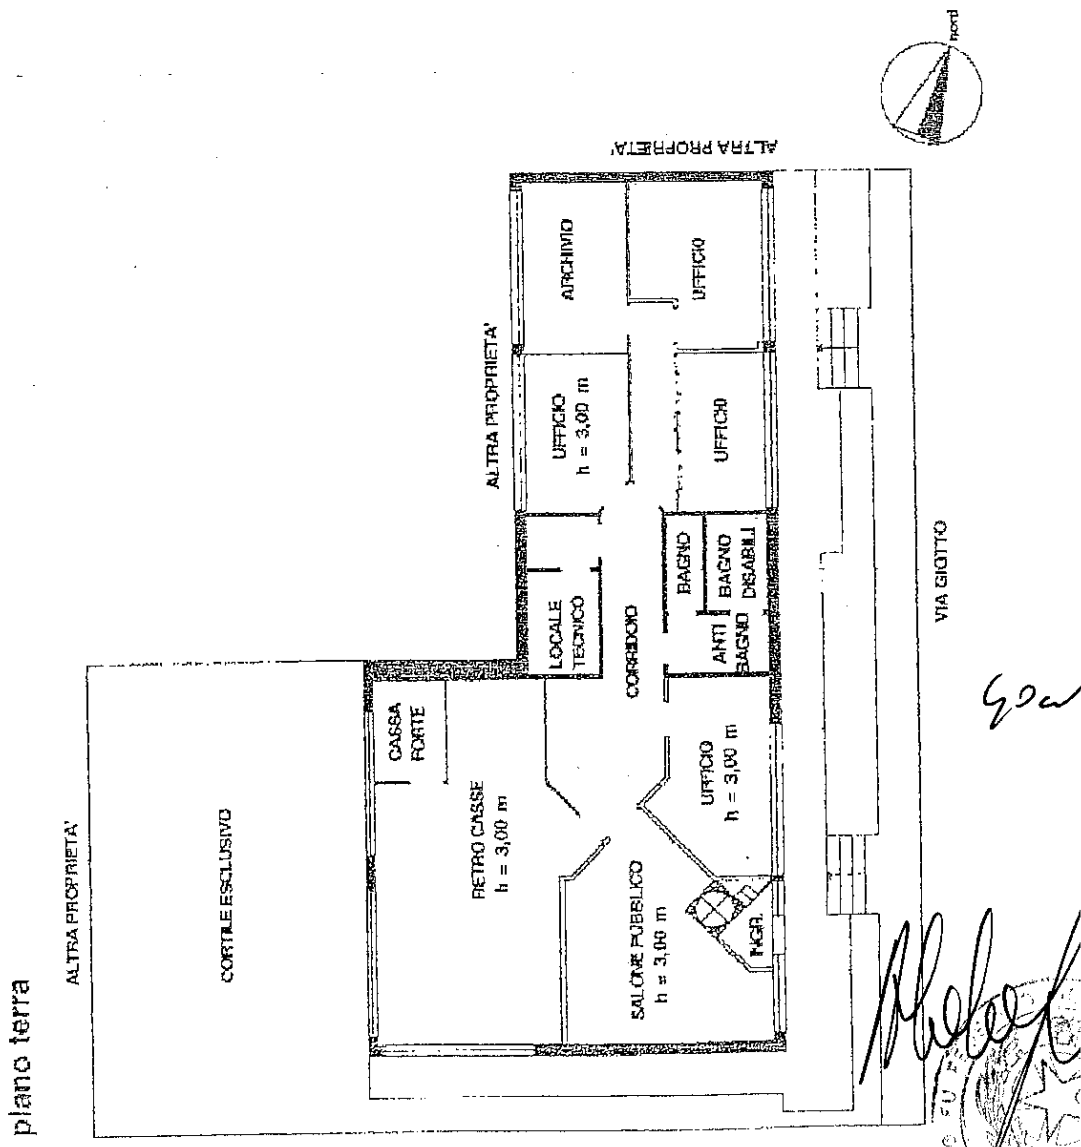 piano terra
ALTRA PROPRIETA'
CORTILE ESCLUSIVO
CASSA
FORTE
RETRO CASSE
h = 3,00 m
SALONE PUBBLICO
h = 3,00 m
INGR.
UFFICIO
h = 3,00 m
CORRIDOIO
LOCALE
TECNICO
ANTI
BAGNO
BAGNO
BAGNO
DISABILI
ALTRA PROPRIETA'
UFFICIO
h = 3,00 m
UFFICIO
ARCHIVIO
UFFICIO
ALTRA PROPRIETA'
VIA GIOTTO
nord